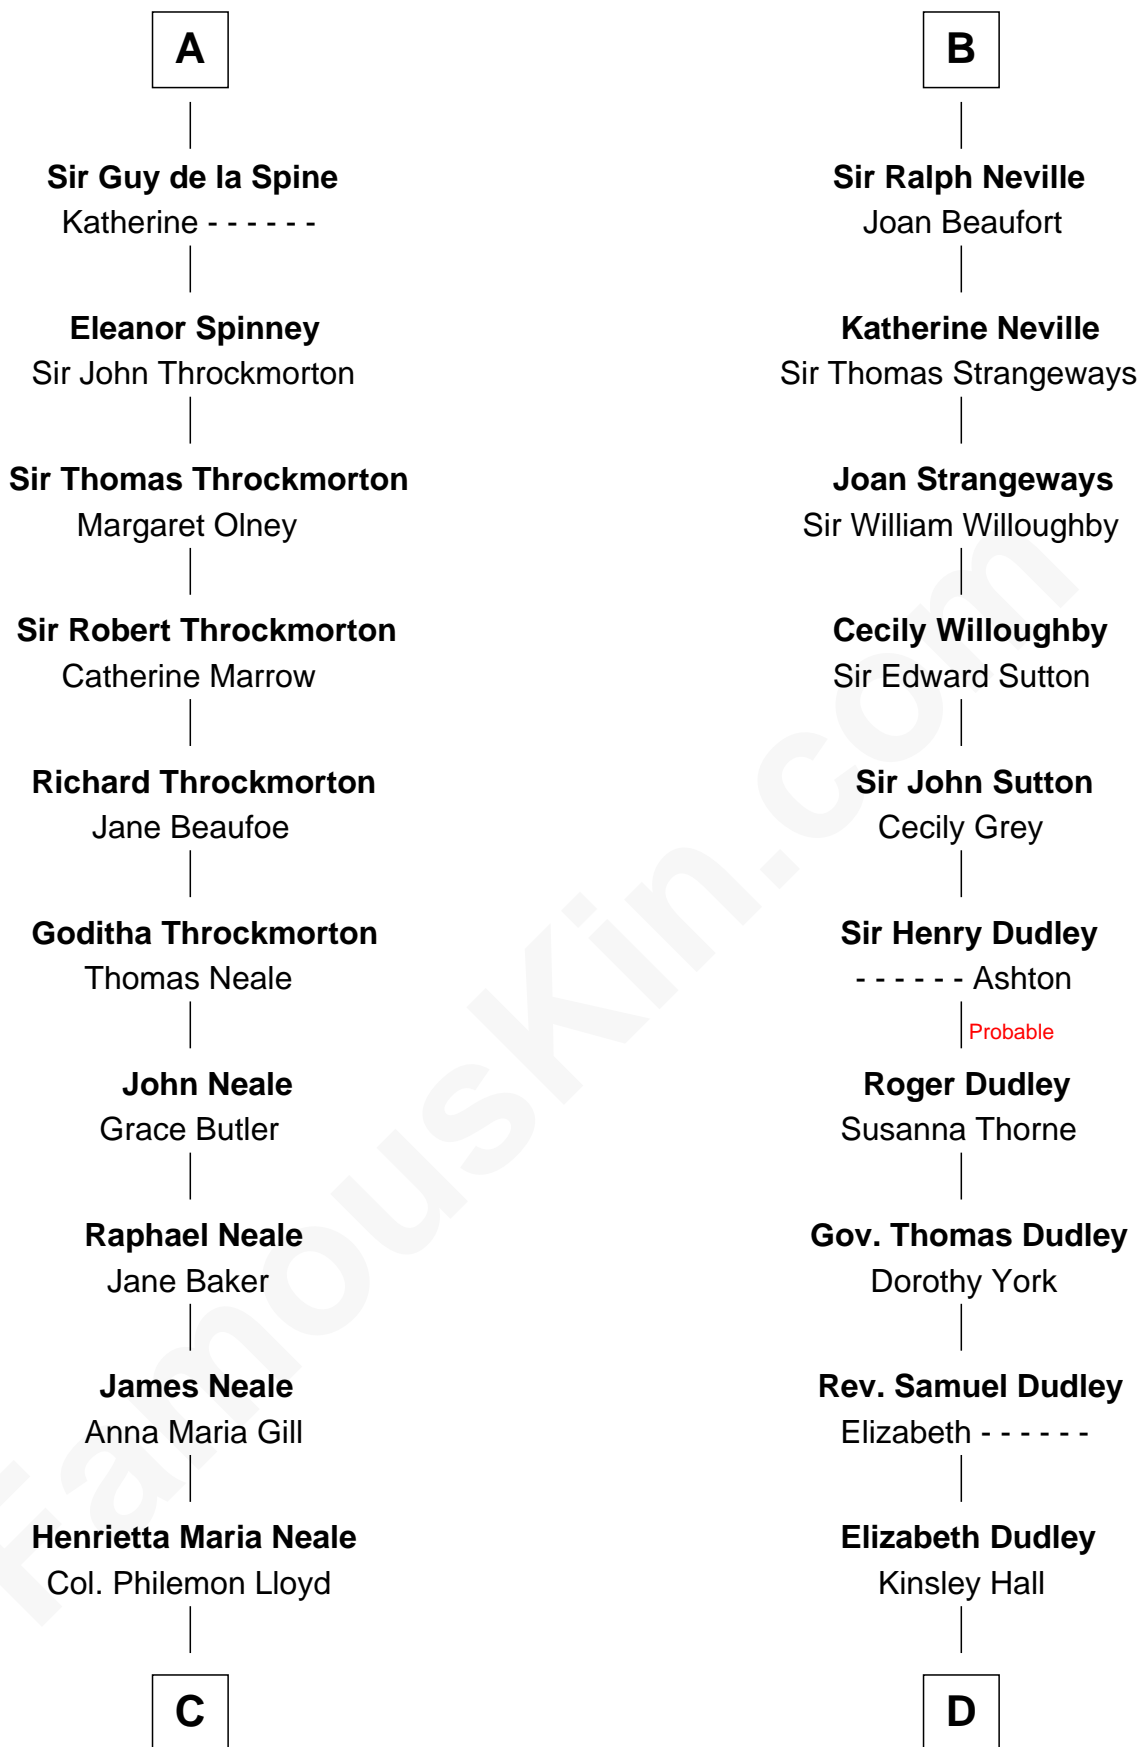 A
Sir Guy de la Spine
Katherine - - - - - -
Eleanor Spinney
Sir John Throckmorton
Sir Thomas Throckmorton
Margaret Olney
Sir Robert Throckmorton
Catherine Marrow
Richard Throckmorton
Jane Beaufoe
Goditha Throckmorton
Thomas Neale
John Neale
Grace Butler
Raphael Neale
Jane Baker
James Neale
Anna Maria Gill
Henrietta Maria Neale
Col. Philemon Lloyd
C
B
Sir Ralph Neville
Joan Beaufort
Katherine Neville
Sir Thomas Strangeways
Joan Strangeways
Sir William Willoughby
Cecily Willoughby
Sir Edward Sutton
Sir John Sutton
Cecily Grey
Sir Henry Dudley
- - - - - - Ashton
Probable
Roger Dudley
Susanna Thorne
Gov. Thomas Dudley
Dorothy York
Rev. Samuel Dudley
Elizabeth - - - - - -
Elizabeth Dudley
Kinsley Hall
D
FamousKin.com